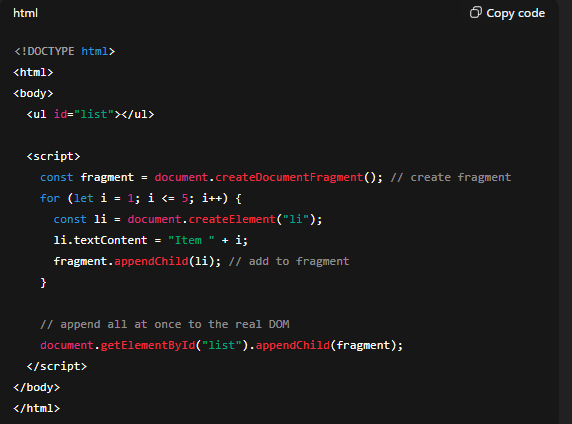 html
Copy code
<!DOCTYPE html>
<html>
<body>
  <ul id="list"></ul>

  <script>
    const fragment = document.createDocumentFragment(); // create fragment
    for (let i = 1; i <= 5; i++) {
      const li = document.createElement("li");
      li.textContent = "Item " + i;
      fragment.appendChild(li); // add to fragment
    }

    // append all at once to the real DOM
    document.getElementById("list").appendChild(fragment);
  </script>
</body>
</html>